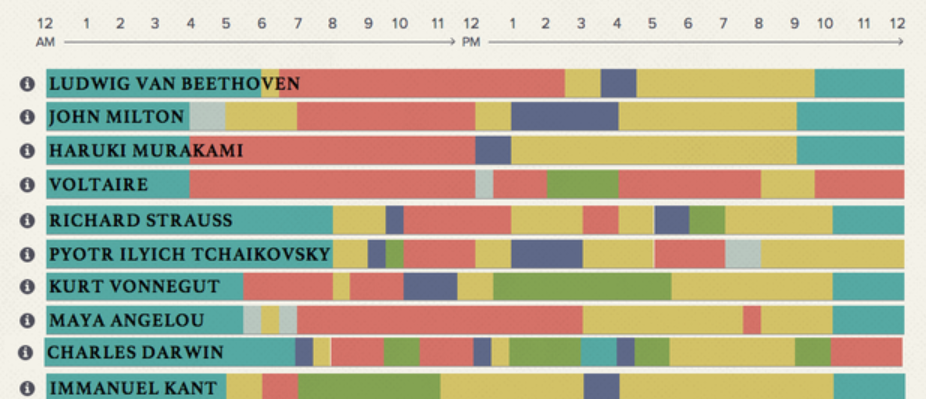 12 1 2 3 4 5 6 7 8 9 10 11 12 1 2 3 4 5 6 7 8 9 10 11 12
AM PM
i LUDWIG VAN BEETHOVEN
i JOHN MILTON
i HARUKI MURAKAMI
i VOLTAIRE
i RICHARD STRAUSS
i PYOTR ILYICH TCHAIKOVSKY
i KURT VONNEGUT
i MAYA ANGELOU
i CHARLES DARWIN
i IMMANUEL KANT